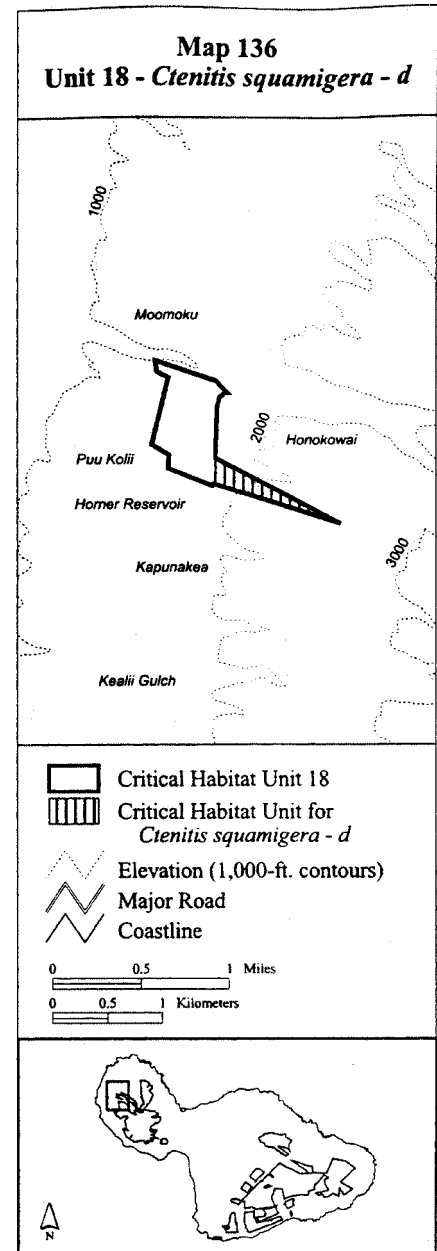 Map 136
Unit 18 - Ctenitis squamigera - d
1000
Moomoku
2000
Honokowai
Puu Kolii
Horner Reservoir
3000
Kapunakea
Kealii Gulch
Critical Habitat Unit 18
Critical Habitat Unit for
Ctenitis squamigera - d
Elevation (1,000-ft. contours)
Major Road
Coastline
0 0.5 1 Miles
0 0.5 1 Kilometers
N